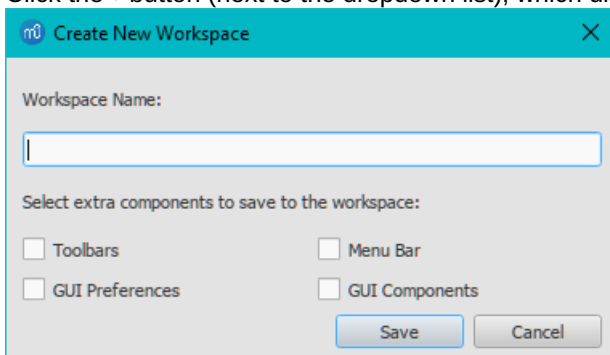 Create New Workspace
Workspace Name:
Select extra components to save to the workspace:
Toolbars Menu Bar
GUI Preferences GUI Components
Save Cancel